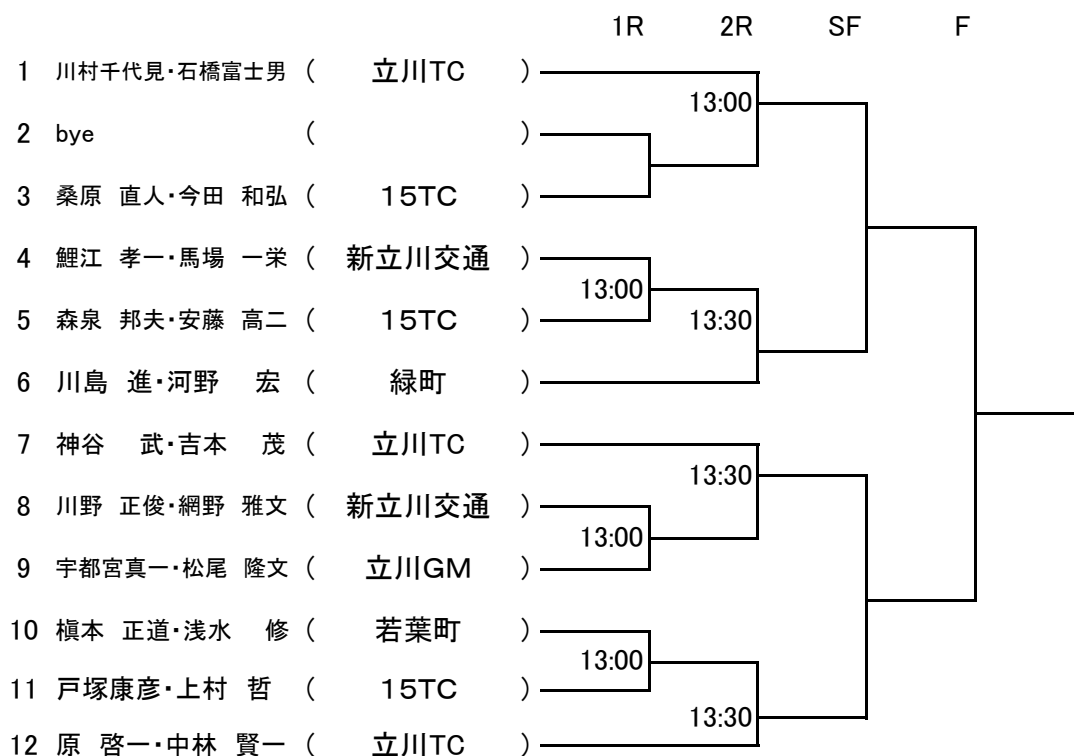 1R 2R SF F
1 川村千代見・石橋富士男 ( 立川TC )
13:00
2 bye ( )
3 桑原 直人・今田 和弘 ( 15TC )
4 鯉江 孝一・馬場 一栄 ( 新立川交通 )
13:00
5 森泉 邦夫・安藤 高二 ( 15TC )
13:30
6 川島 進・河野 宏 ( 緑町 )
7 神谷 武・吉本 茂 ( 立川TC )
13:30
8 川野 正俊・網野 雅文 ( 新立川交通 )
13:00
9 宇都宮真一・松尾 隆文 ( 立川GM )
10 槇本 正道・浅水 修 ( 若葉町 )
13:00
11 戸塚康彦・上村 哲 ( 15TC )
13:30
12 原 啓一・中林 賢一 ( 立川TC )